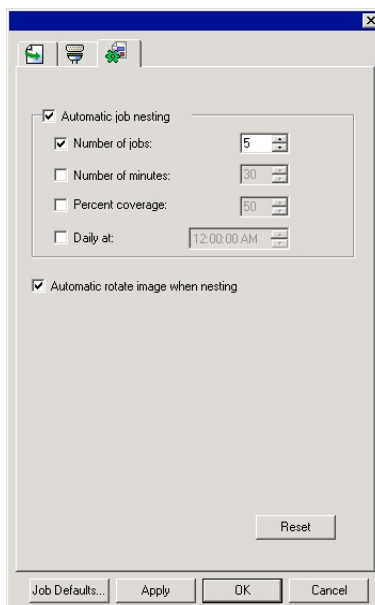 Automatic job nesting
Number of jobs: 5
Number of minutes: 30
Percent coverage: 50
Daily at: 12:00:00 AM
Automatic rotate image when nesting
Reset
Job Defaults... Apply OK Cancel